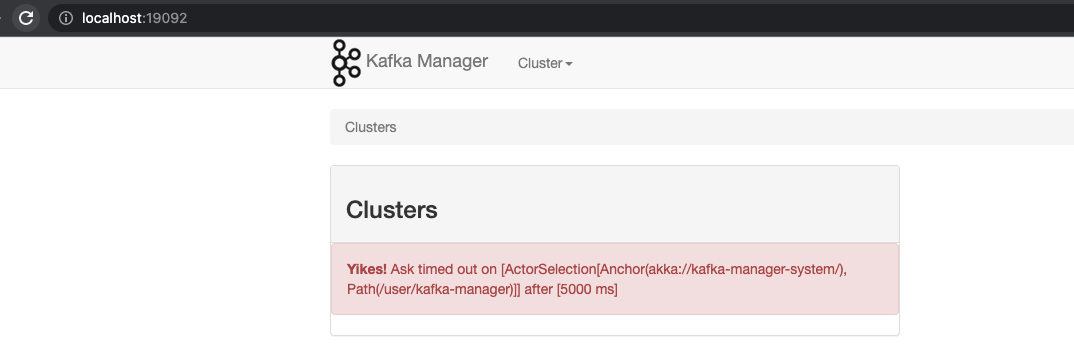 localhost:19092
Kafka Manager Cluster
Clusters
Clusters
Yikes! Ask timed out on [ActorSelection[Anchor(akka://kafka-manager-system/),
Path(/user/kafka-manager)]] after [5000 ms]